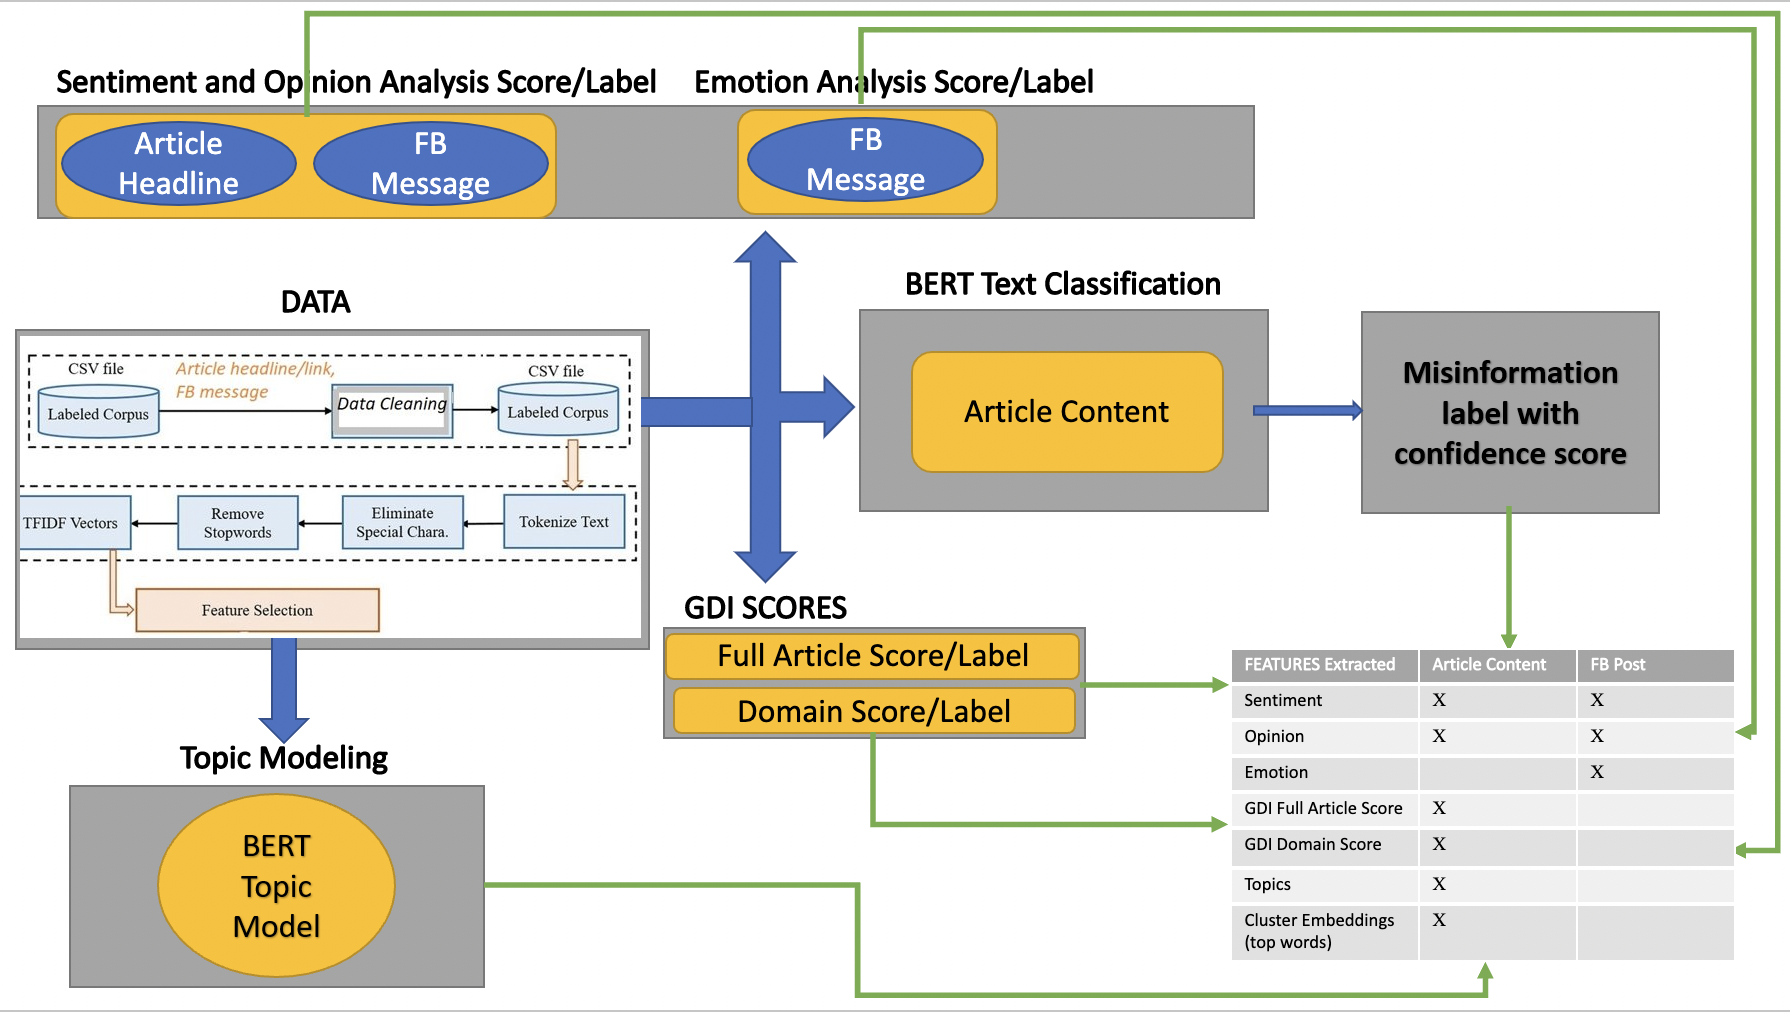 Sentiment and Opinion Analysis Score/Label
Emotion Analysis Score/Label
Article
Headline
FB
Message
FB
Message
DATA
CSV file
Labeled Corpus
Article headline/link,
FB message
Data Cleaning
CSV file
Labeled Corpus
Tokenize Text
Eliminate
Special Chara.
Remove
Stopwords
TFIDF Vectors
Feature Selection
BERT Text Classification
Article Content
Misinformation
label with
confidence score
GDI SCORES
Full Article Score/Label
Domain Score/Label
Topic Modeling
BERT
Topic
Model
FEATURES Extracted Article Content FB Post
Sentiment X X
Opinion X X
Emotion X
GDI Full Article Score X
GDI Domain Score X
Topics X
Cluster Embeddings X
(top words)